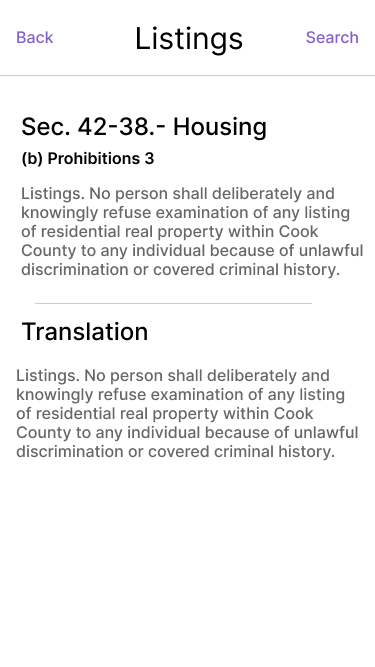 Back
Listings
Search
Sec. 42-38.- Housing
(b) Prohibitions 3
Listings. No person shall deliberately and
knowingly refuse examination of any listing
of residential real property within Cook
County to any individual because of unlawful
discrimination or covered criminal history.
Translation
Listings. No person shall deliberately and
knowingly refuse examination of any listing
of residential real property within Cook
County to any individual because of unlawful
discrimination or covered criminal history.